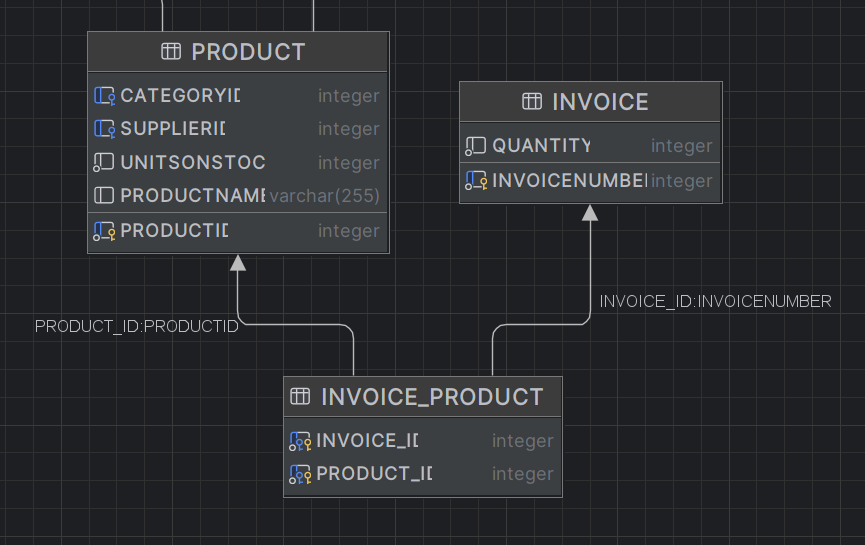 PRODUCT
CATEGORYID integer
SUPPLIERID integer
UNITSONSTOC integer
PRODUCTNAME varchar(255)
PRODUCTID integer
INVOICE
QUANTITY integer
INVOICENUMBE integer
INVOICE_ID:INVOICENUMBER
PRODUCT_ID:PRODUCTID
INVOICE_PRODUCT
INVOICE_ID integer
PRODUCT_ID integer